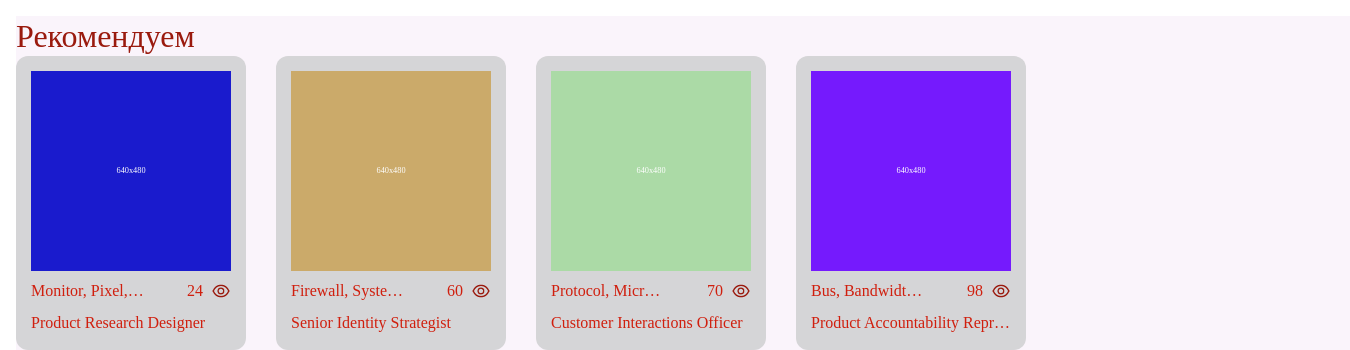 Рекомендуем
640x480
640x480
640x480
640x480
Monitor, Pixel,… 24
Product Research Designer
Firewall, Syste… 60
Senior Identity Strategist
Protocol, Micr… 70
Customer Interactions Officer
Bus, Bandwidt… 98
Product Accountability Repr…